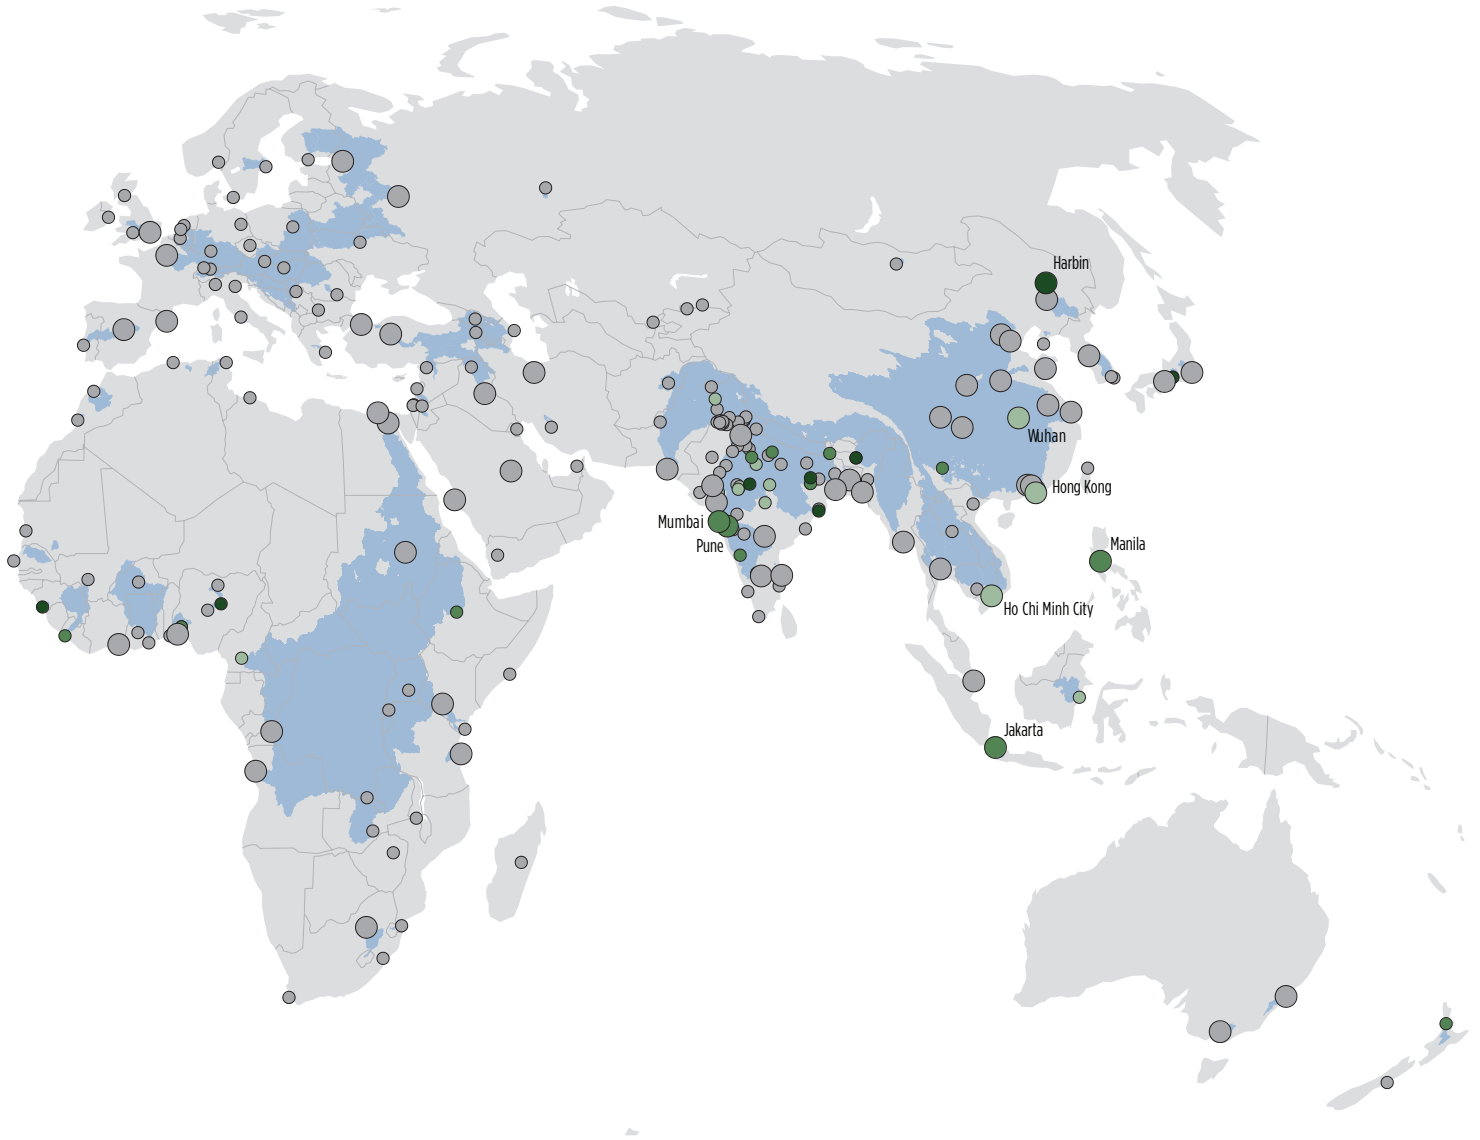 Harbin
Wuhan
Hong Kong
Mumbai
Pune
Manila
Ho Chi Minh City
Jakarta